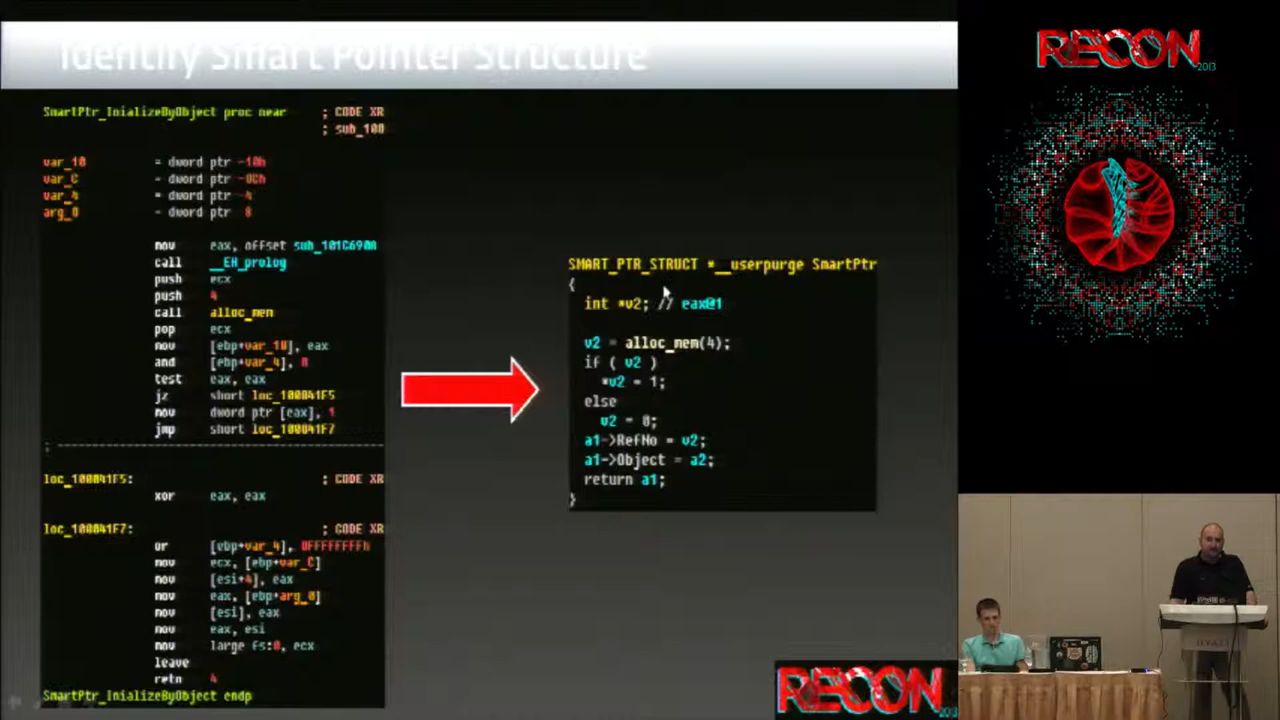 Identify Smart Pointer Structure
SmartPtr_InializeByObject proc near ; CODE XR
; sub_100
var_10 = dword ptr -10h
var_C = dword ptr -0Ch
var_4 = dword ptr -4
arg_0 = dword ptr 8
mov eax, offset sub_101C690A
call __EH_prolog
push ecx
push 4
call alloc_mem
pop ecx
mov [ebp+var_10], eax
and [ebp+var_4], 0
test eax, eax
jz short loc_100041F5
mov dword ptr [eax], 1
jmp short loc_100041F7
; ---------------------------------------------------------------------------
loc_100041F5: ; CODE XR
xor eax, eax
loc_100041F7: ; CODE XR
or [ebp+var_4], 0FFFFFFFFh
mov ecx, [ebp+var_C]
mov [esi+4], eax
mov eax, [ebp+arg_0]
mov [esi], eax
mov eax, esi
mov large fs:0, ecx
leave
retn 4
SmartPtr_InializeByObject endp
SMART_PTR_STRUCT *__userpurge SmartPtr
{
int *v2; // eax@1
v2 = alloc_mem(4);
if ( v2 )
*v2 = 1;
else
v2 = 0;
a1->RefNo = v2;
a1->Object = a2;
return a1;
}
RECON
2013
RECON
2013
HYATT